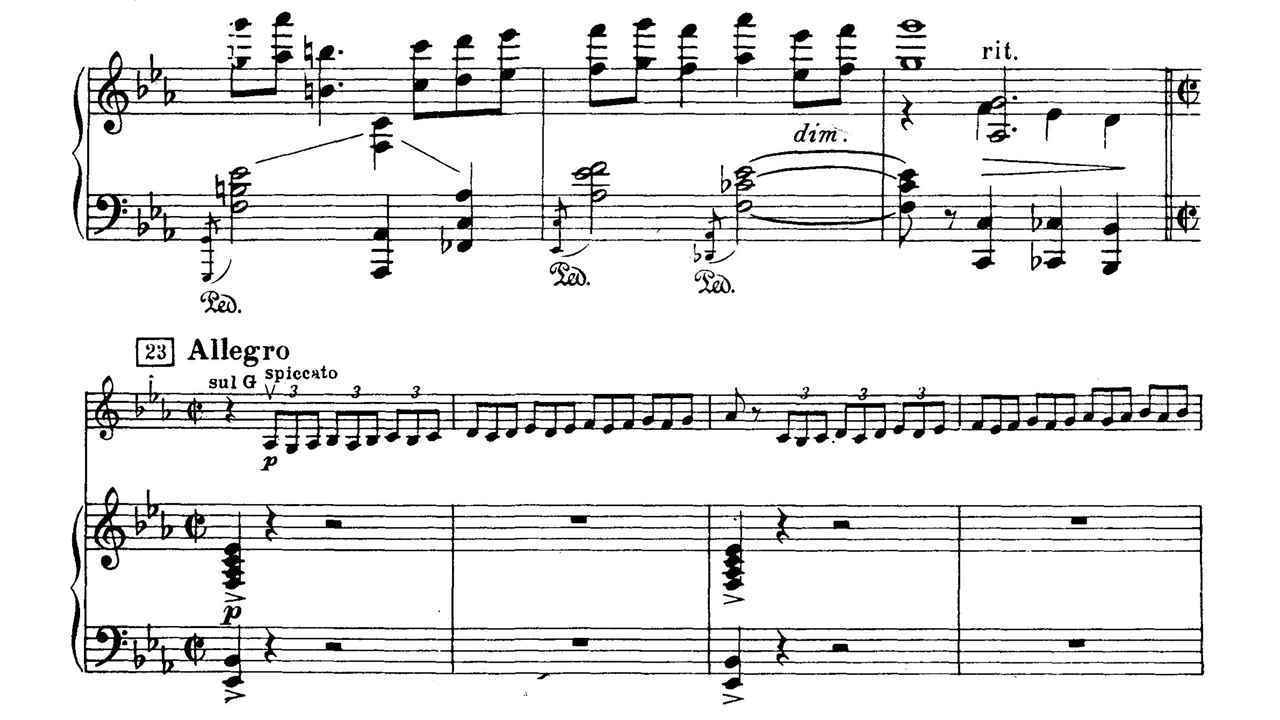 rit.
dim.
Ped.
Ped.
Ped.
23 Allegro
sul G spiccato
3 3 3 3 3 3
p
p